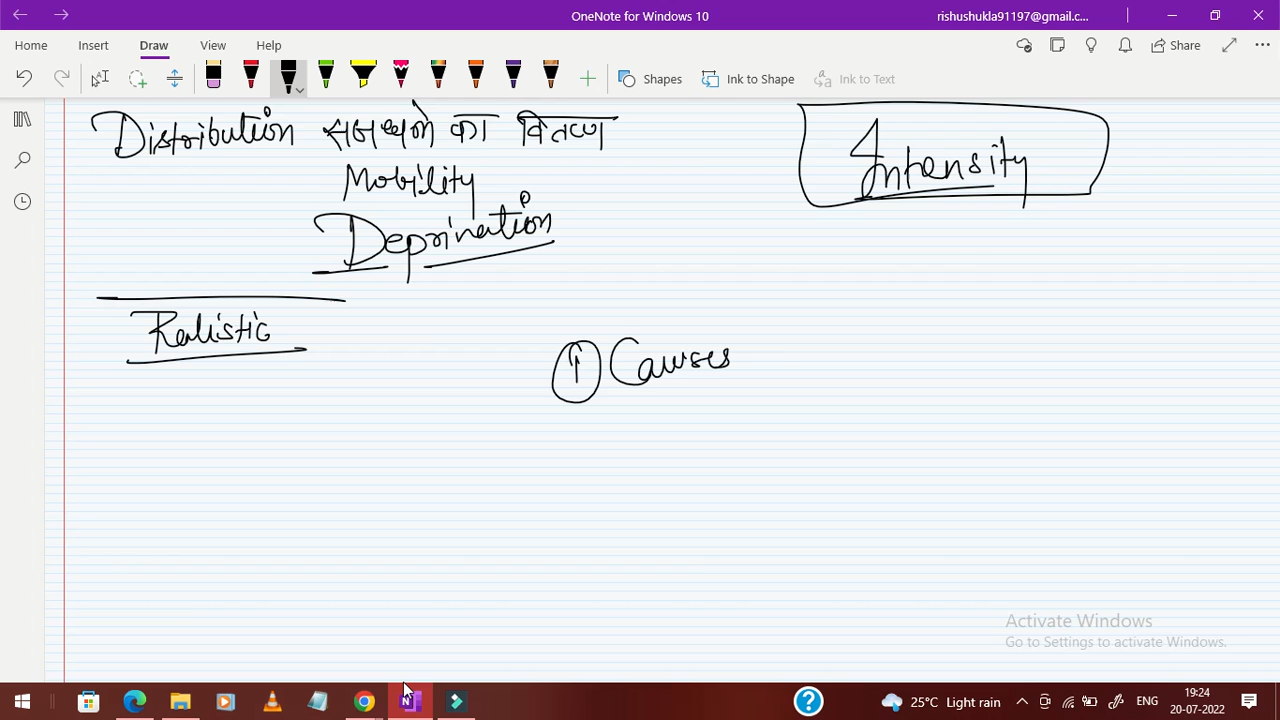 OneNote for Windows 10
rishushukla91197@gmail.c...
Home Insert Draw View Help
Share
Shapes Ink to Shape Ink to Text
Distribution का वितरण
Intensity
Mobility
Deprination
Realistic
1 Causes
Activate Windows
Go to Settings to activate Windows.
25°C Light rain ENG 19:24
20-07-2022